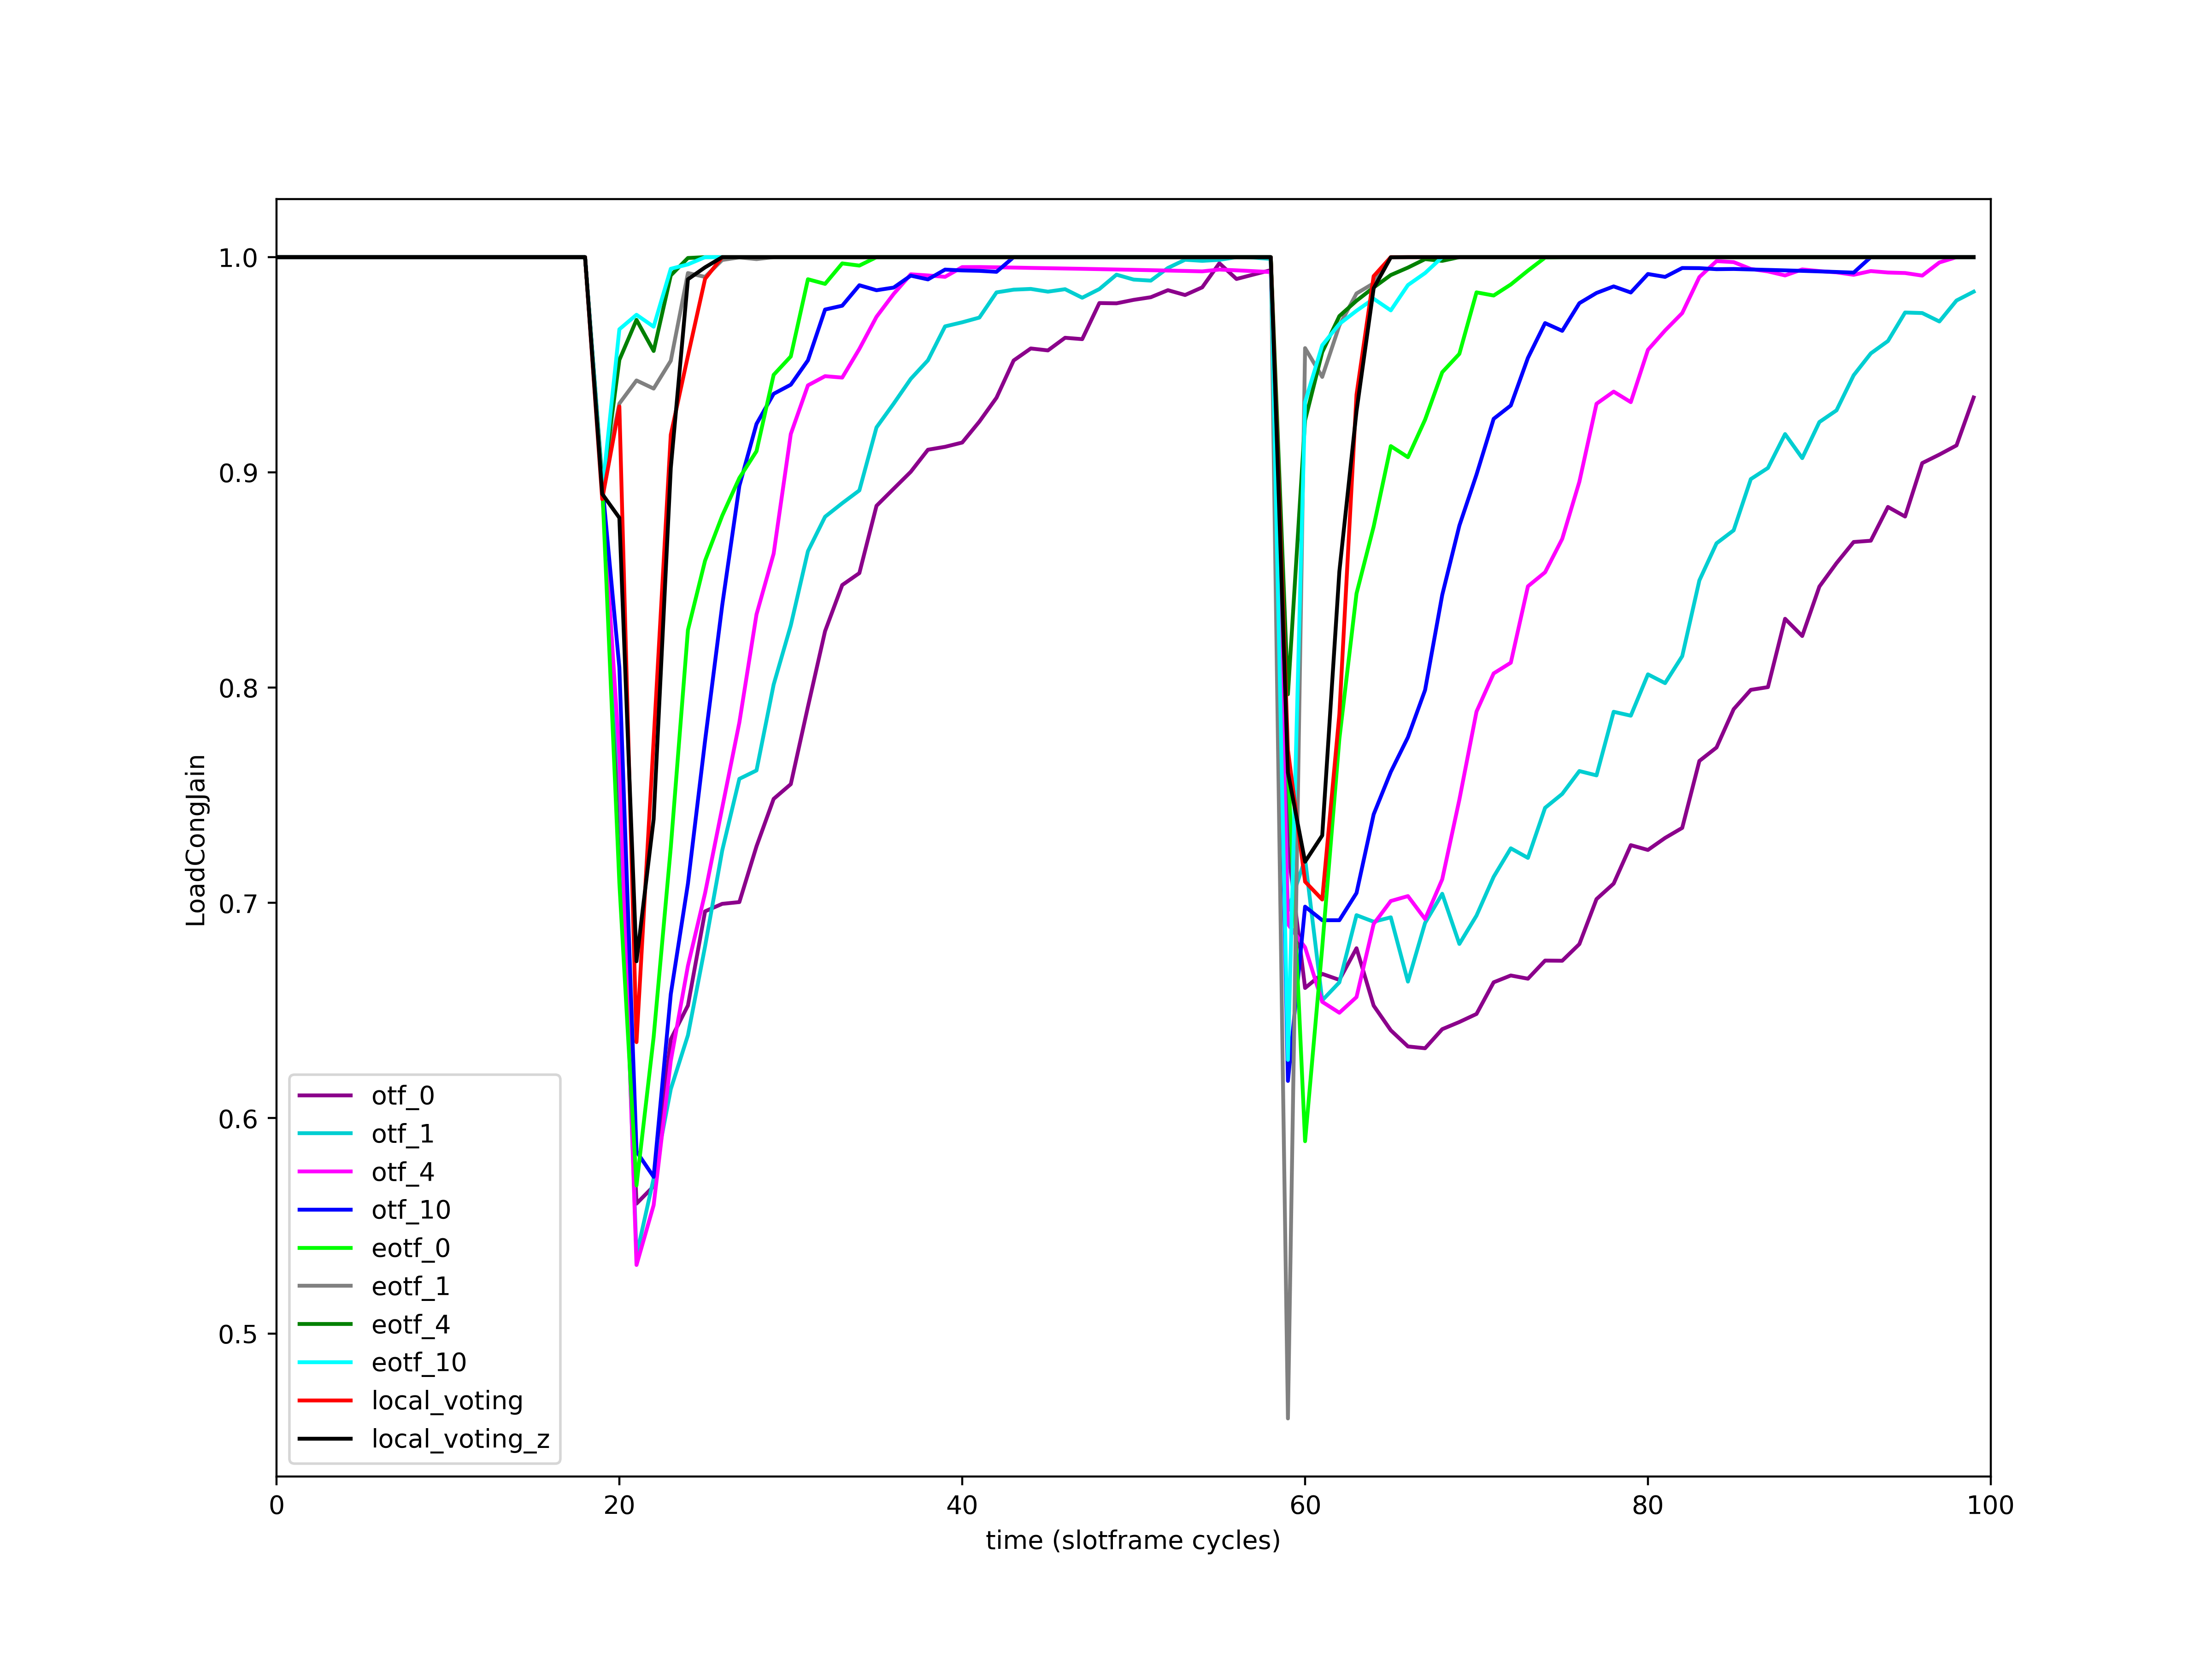 1.0
0.9
0.8
0.7
0.6
0.5
LoadCongJain
otf_0
otf_1
otf_4
otf_10
eotf_0
eotf_1
eotf_4
eotf_10
local_voting
local_voting_z
0 20 40 60 80 100
time (slotframe cycles)